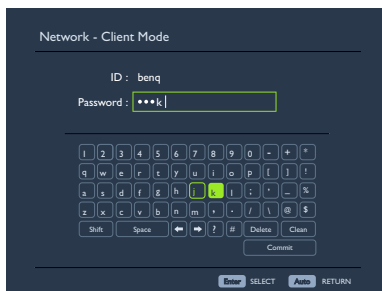 Network - Client Mode
ID : benq
Password : •••k
1 2 3 4 5 6 7 8 9 0 - + *
q w e r t y u i o p [ ] !
a s d f g h j k l ; ' _ %
z x c v b n m , . / \ @ $
Shift Space ← → ? # Delete Clean
Commit
Enter SELECT Auto RETURN